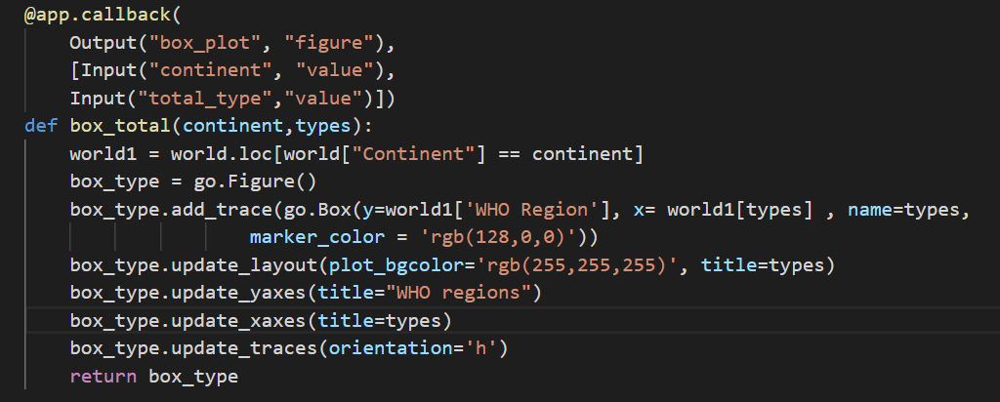 @app.callback(
    Output("box_plot", "figure"),
    [Input("continent", "value"),
    Input("total_type","value")])
def box_total(continent,types):
    world1 = world.loc[world["Continent"] == continent]
    box_type = go.Figure()
    box_type.add_trace(go.Box(y=world1['WHO Region'], x= world1[types] , name=types,
                    marker_color = 'rgb(128,0,0)'))
    box_type.update_layout(plot_bgcolor='rgb(255,255,255)', title=types)
    box_type.update_yaxes(title="WHO regions")
    box_type.update_xaxes(title=types)
    box_type.update_traces(orientation='h')
    return box_type